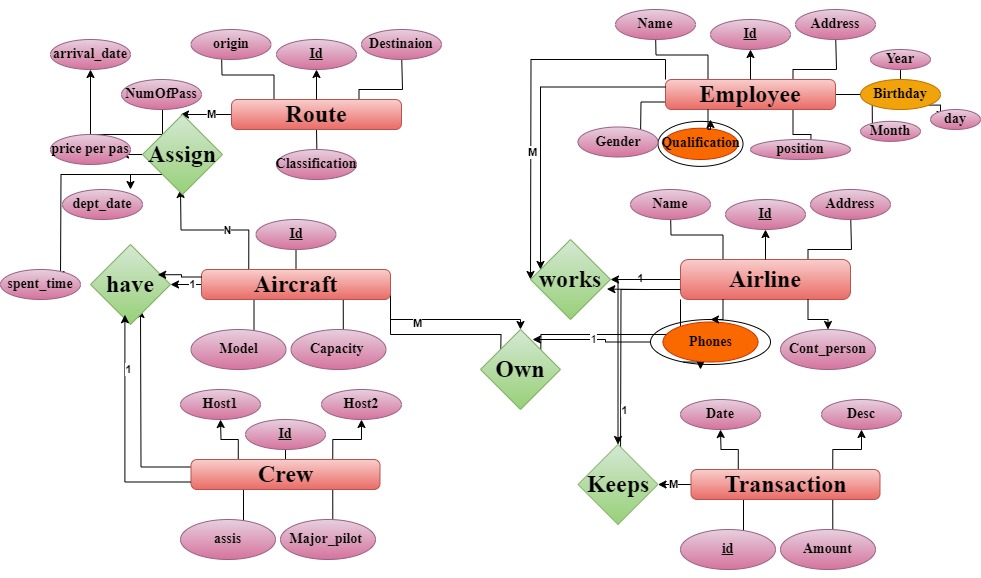 Name
Address
Id
origin
Id
Destinaion
arrival_date
Year
NumOfPass
Employee
Birthday
M
Route
day
Month
Gender
Qualification
position
price per pas
Assign
Classification
M
dept_date
Name
Id
Address
N
Id
spent_time
have
1
Aircraft
works
1
Airline
M
Model
Capacity
1
Phones
Cont_person
Own
1
Host1
Host2
1
Date
Desc
Id
Crew
Keeps
M
Transaction
assis
Major_pilot
id
Amount